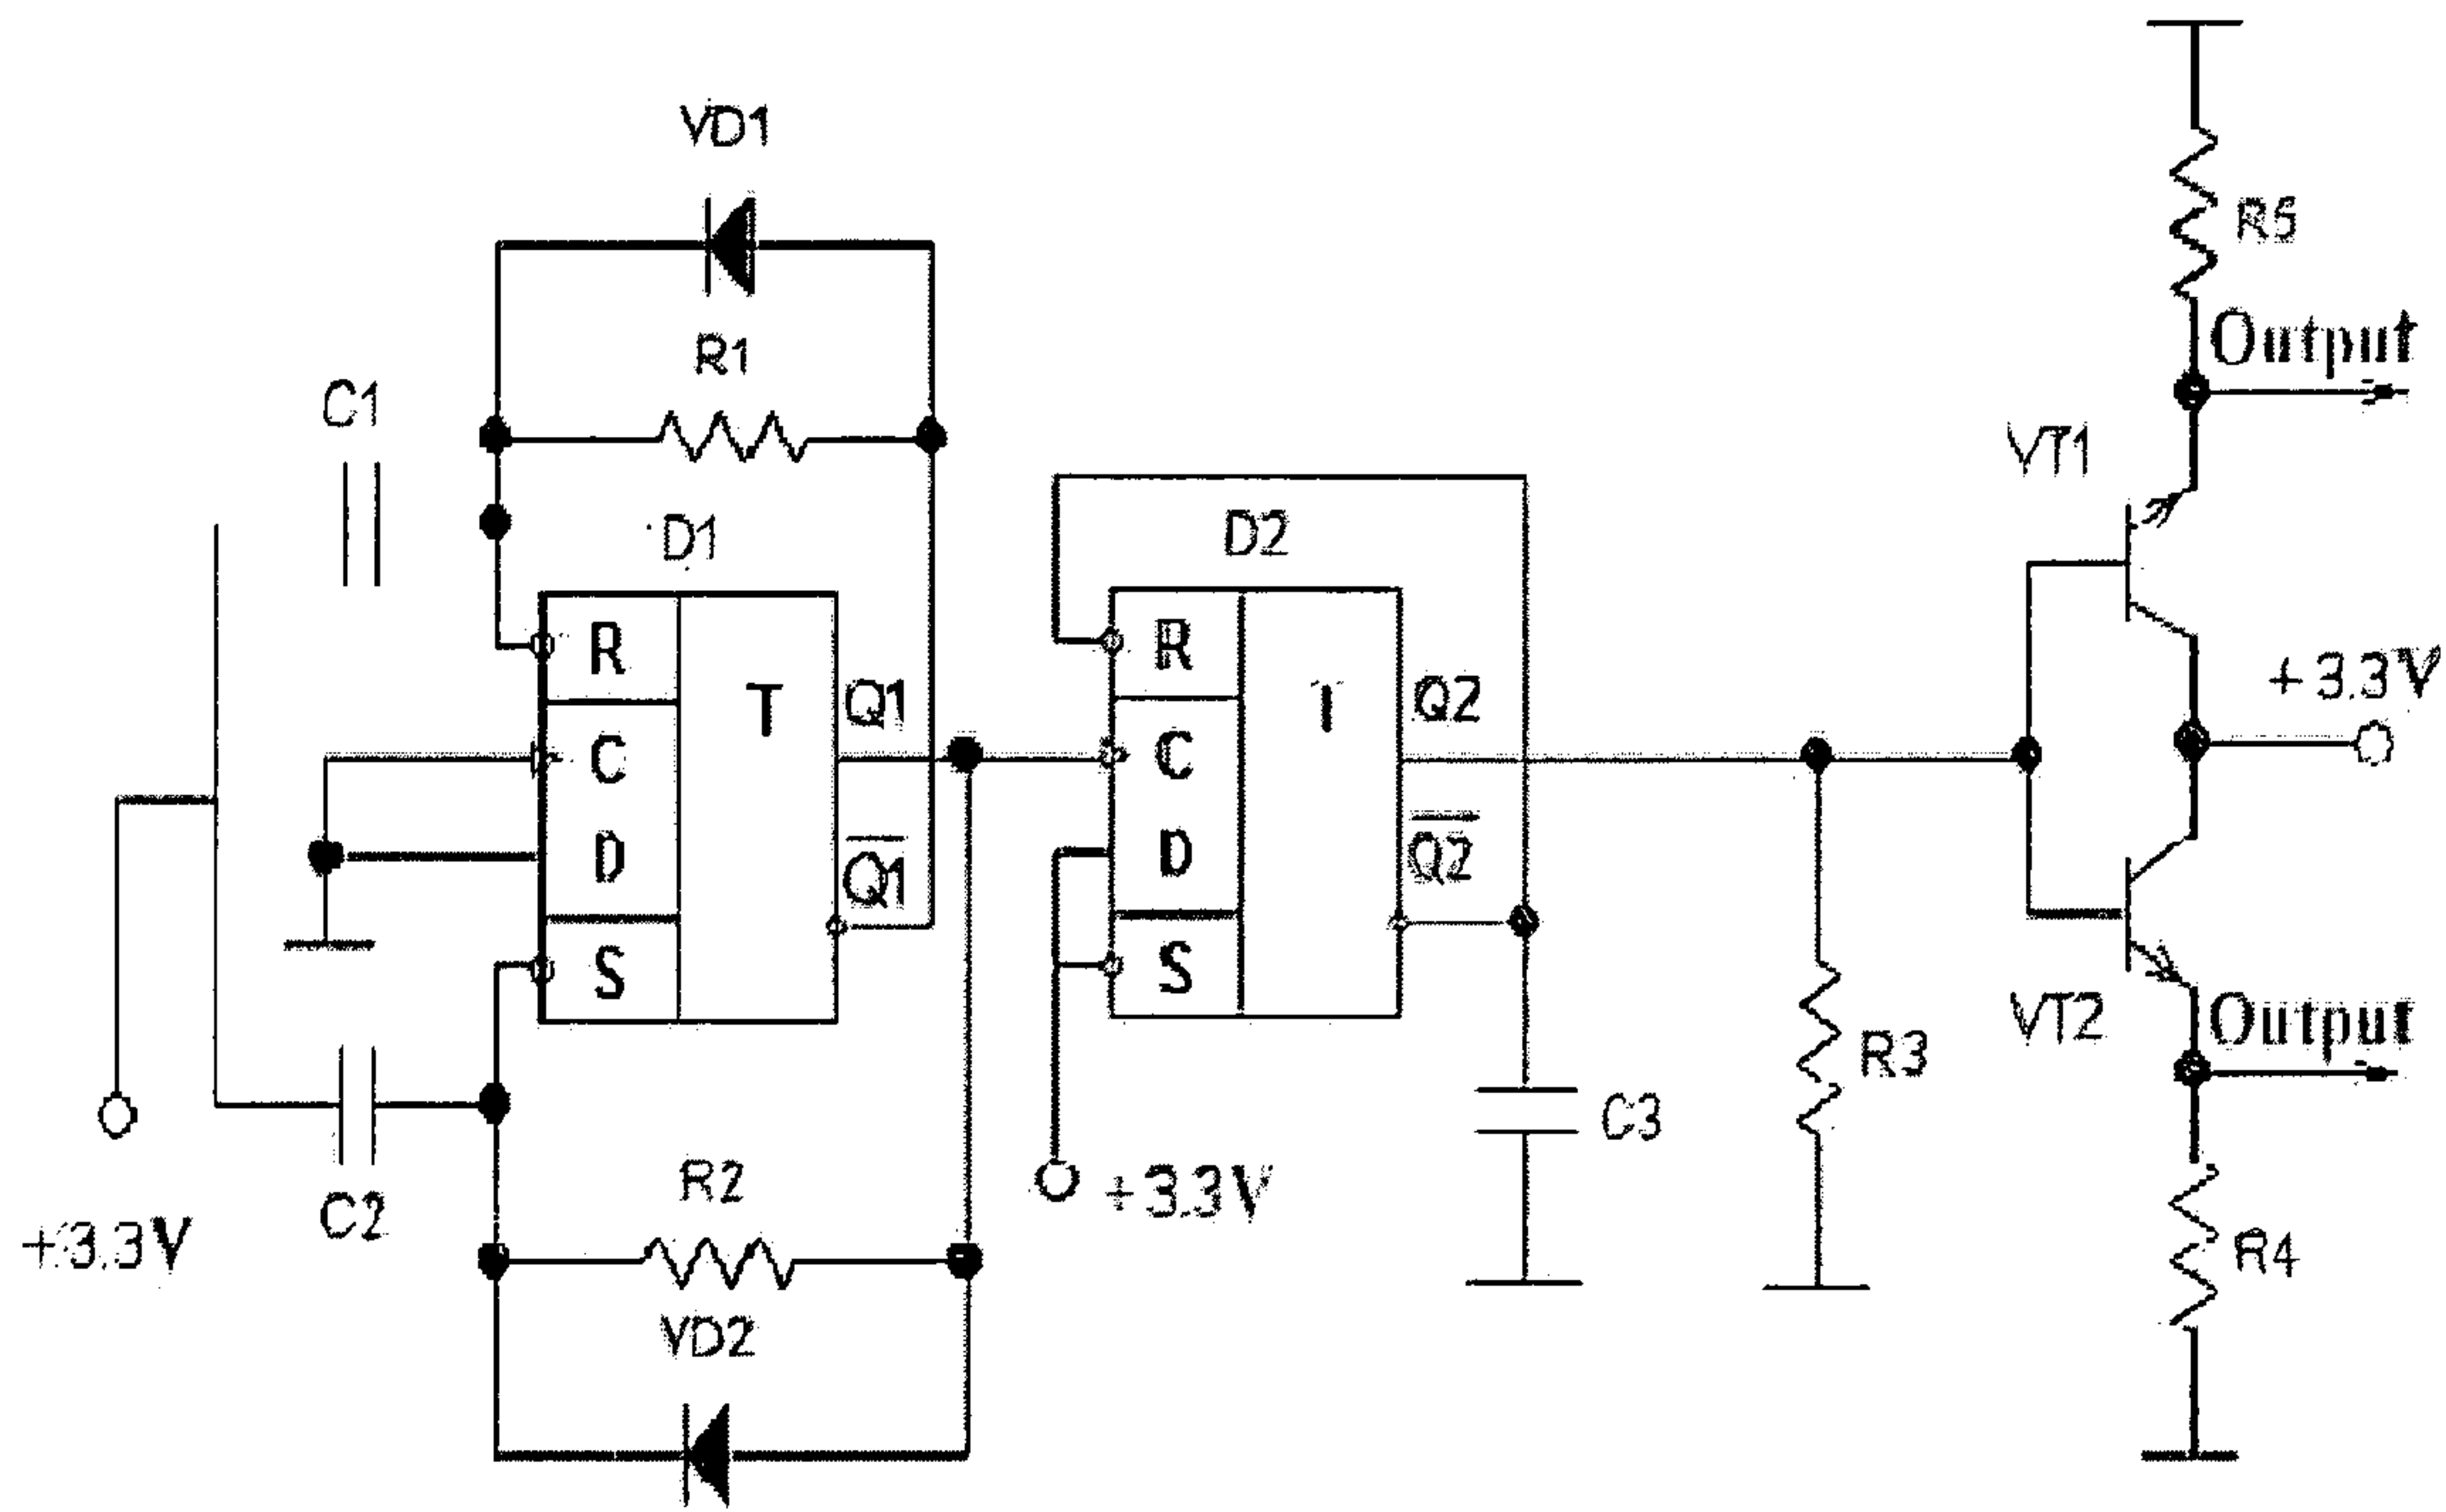 VD1
R5
R1
Output
C1
VT1
D1
D2
R
T
Q1
C
D
Q1
S
R
T
Q2
C
D
Q2
S
+3.3V
VT2
Output
R3
C3
R2
+3.3V
C2
+3.3V
R4
VD2